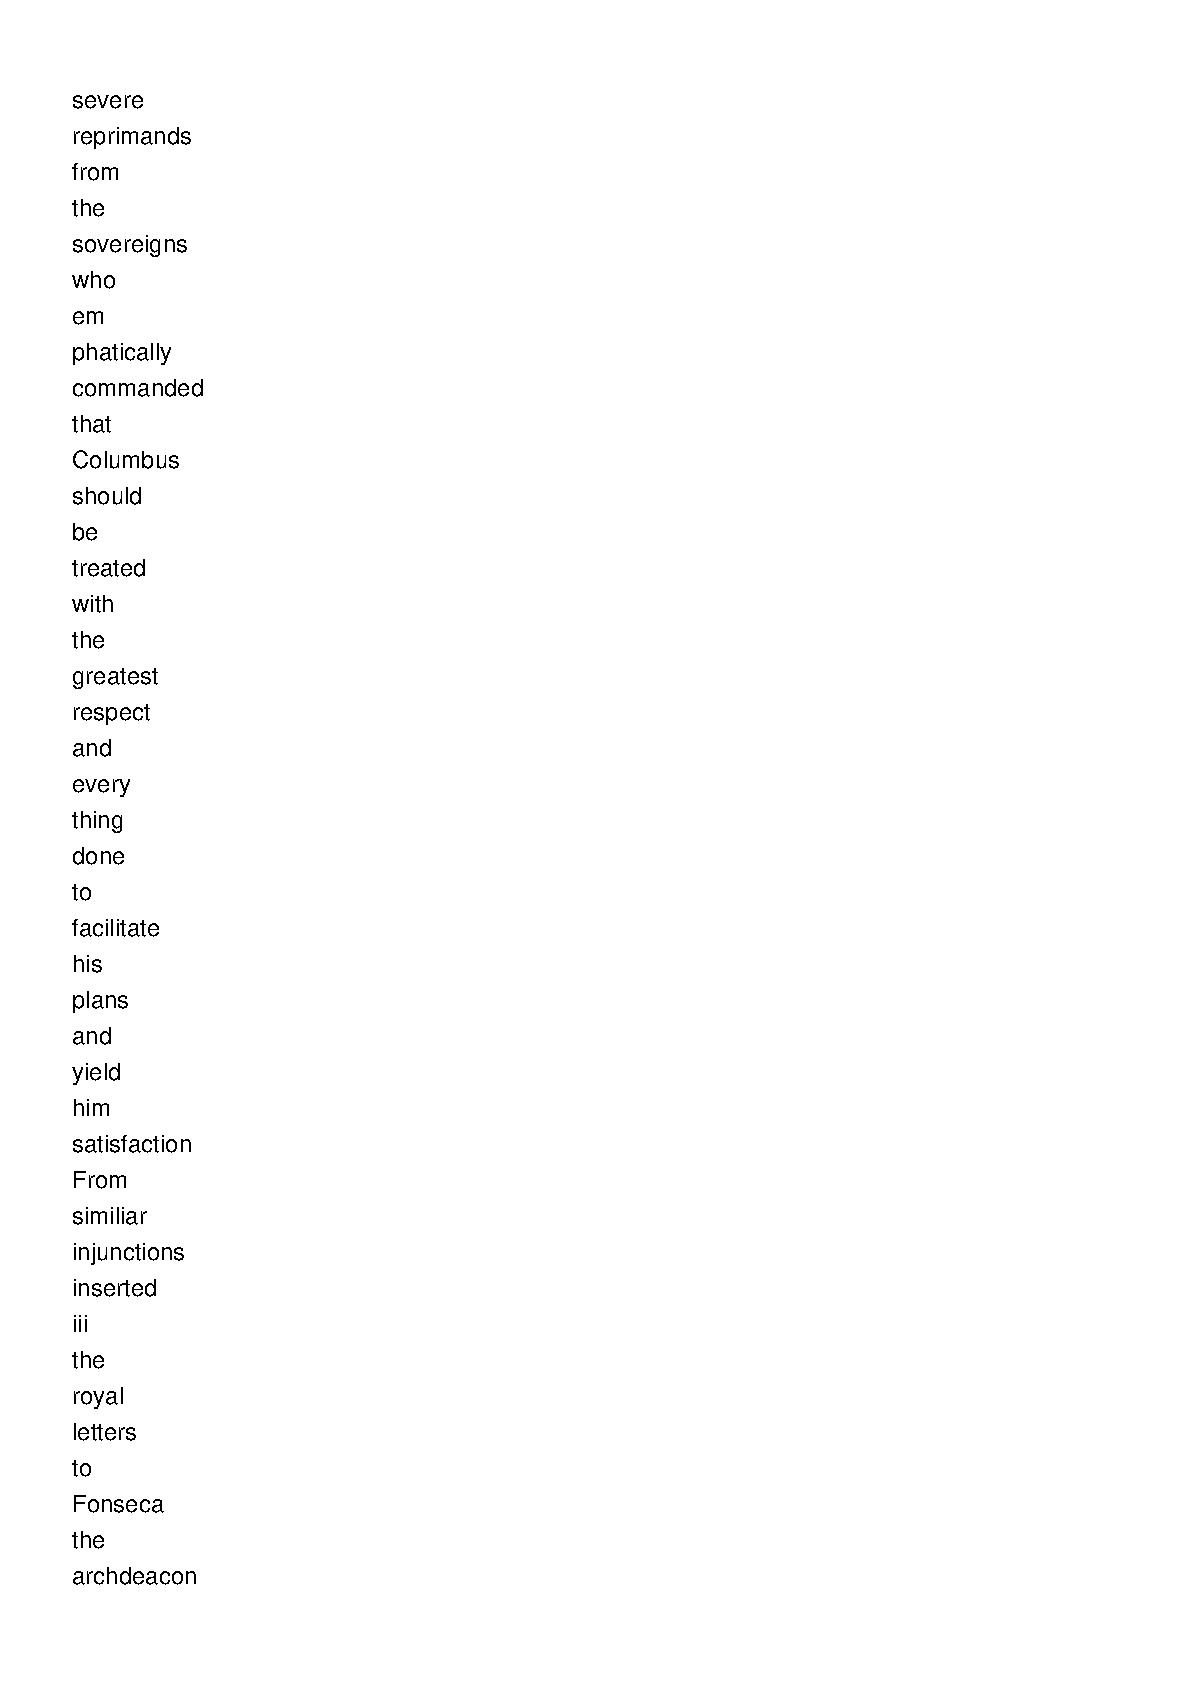 severe
reprimands
from
the
sovereigns
who
em
phatically
commanded
that
Columbus
should
be
treated
with
the
greatest
respect
and
every
thing
done
to
facilitate
his
plans
and
yield
him
satisfaction
From
similiar
injunctions
inserted
iii
the
royal
letters
to
Fonseca
the
archdeacon